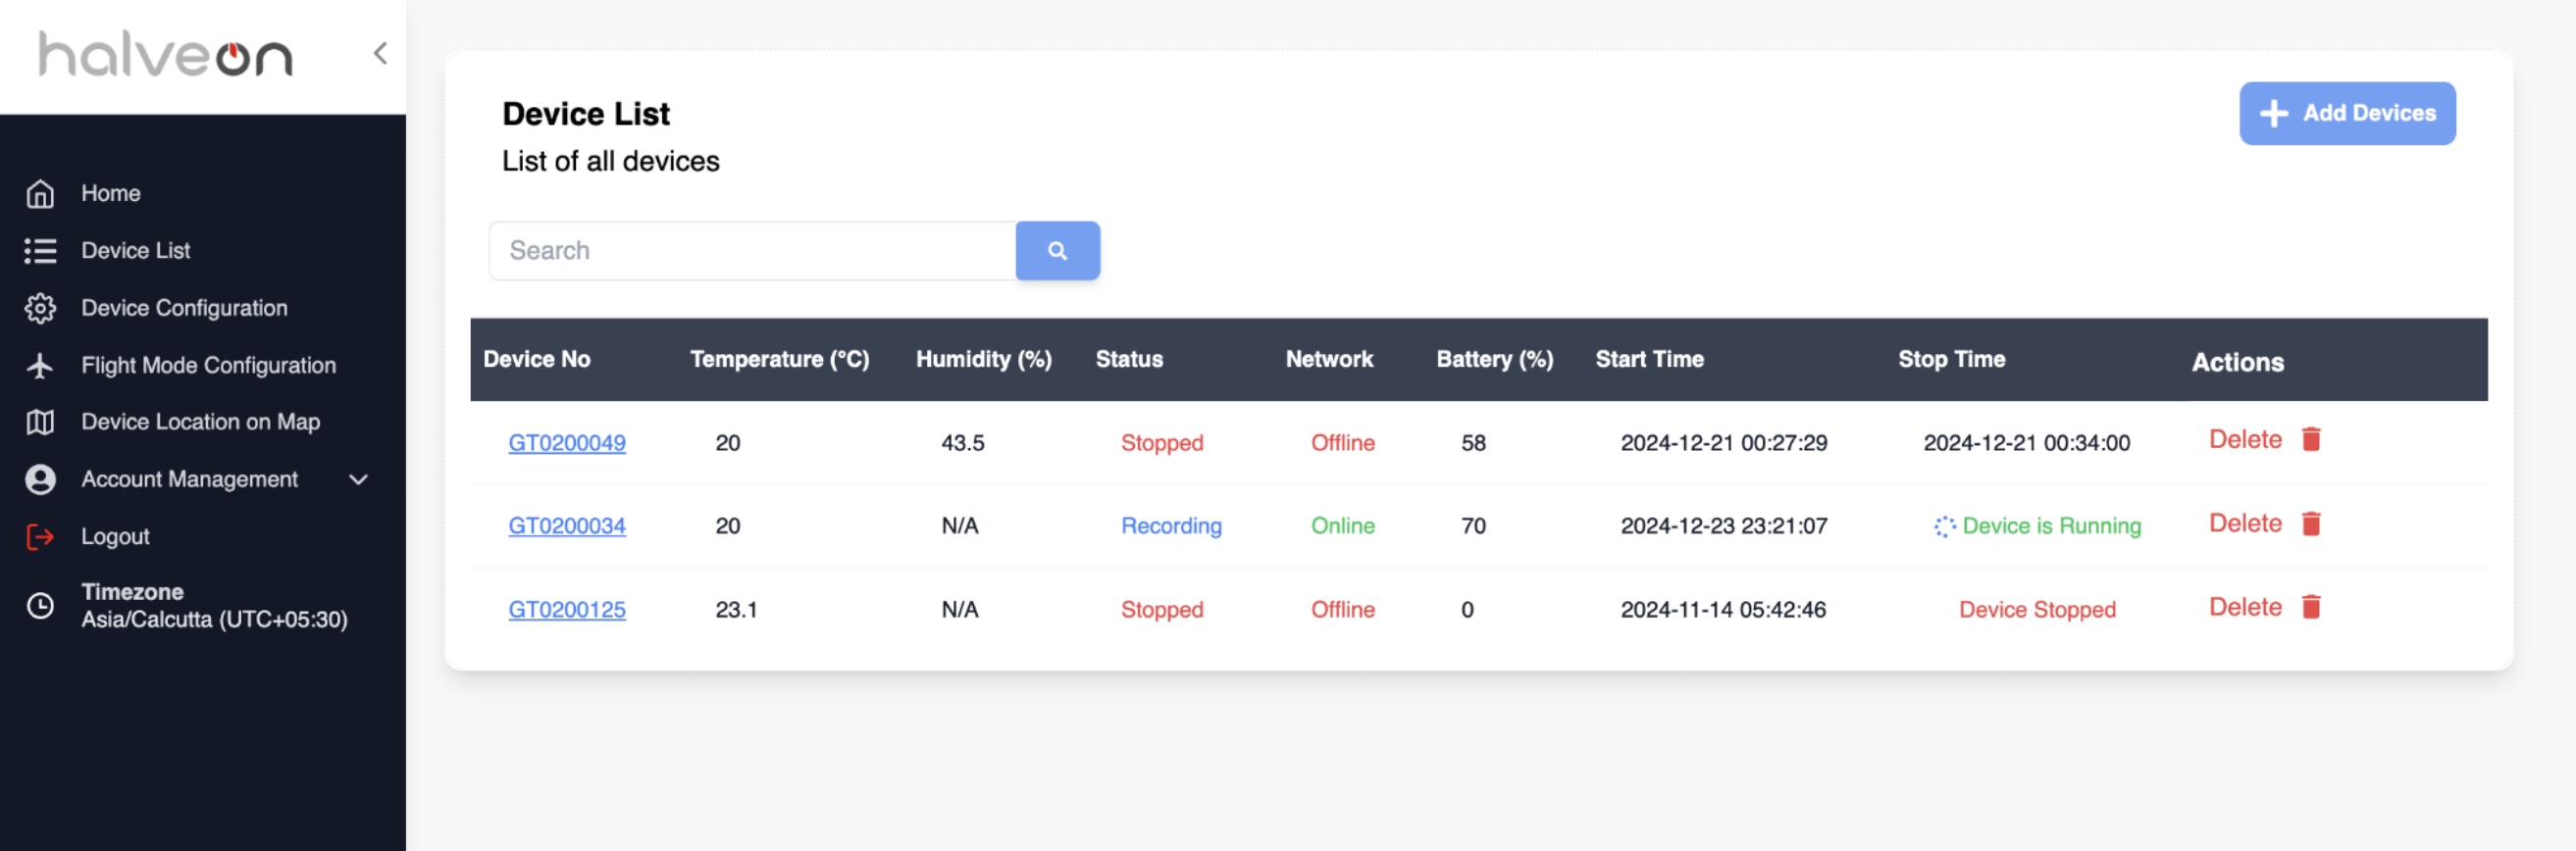 halveon
Home
Device List
Device Configuration
Flight Mode Configuration
Device Location on Map
Account Management
Logout
Timezone
Asia/Calcutta (UTC+05:30)
Device List
List of all devices
Add Devices
Search
Device No Temperature (°C) Humidity (%) Status Network Battery (%) Start Time Stop Time Actions
GT0200049 20 43.5 Stopped Offline 58 2024-12-21 00:27:29 2024-12-21 00:34:00 Delete
GT0200034 20 N/A Recording Online 70 2024-12-23 23:21:07 Device is Running Delete
GT0200125 23.1 N/A Stopped Offline 0 2024-11-14 05:42:46 Device Stopped Delete